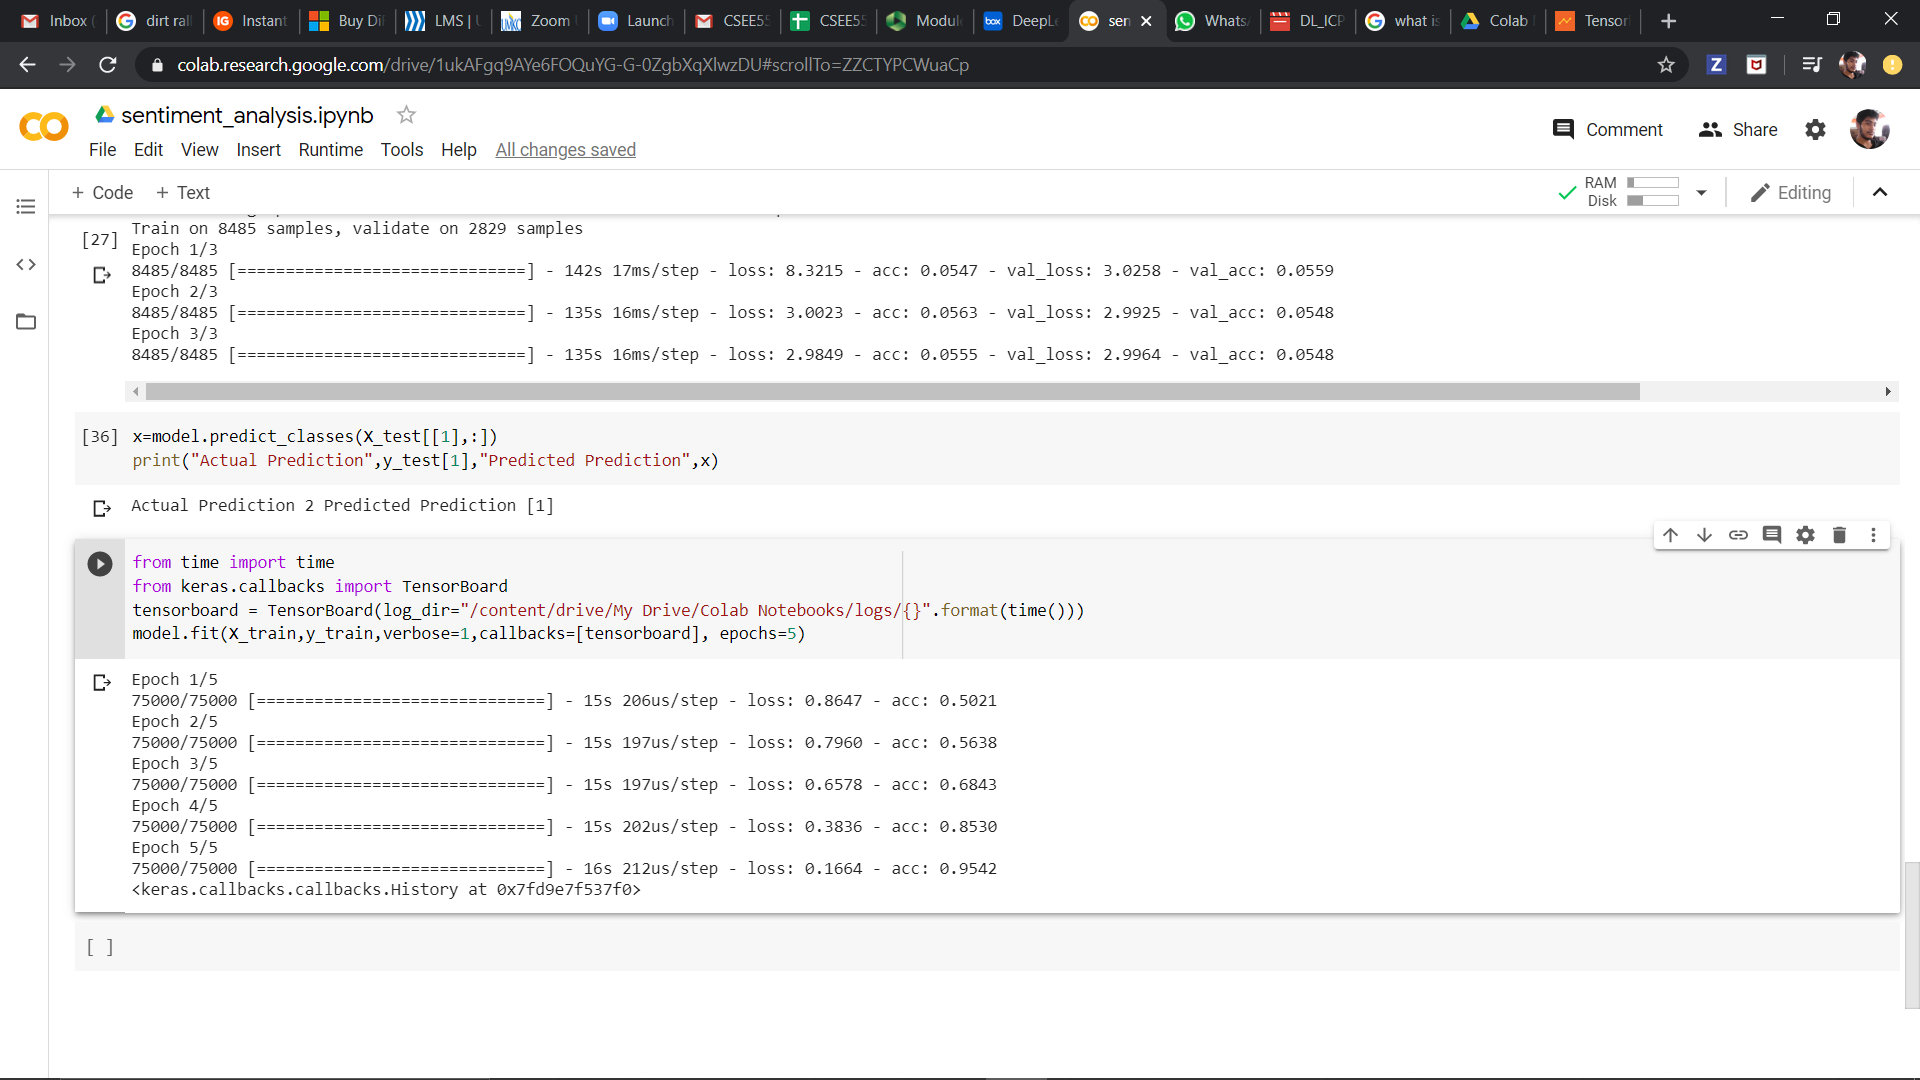 Inbox (
dirt rall
Instant
Buy Dif
LMS | U
Zoom
Launch
CSEE55
CSEE55
Module
DeepLe
sen
WhatsA
DL_ICP
what is
Colab
Tensor
colab.research.google.com/drive/1ukAFgq9AYe6FOQuYG-G-0ZgbXqXlwzDU#scrollTo=ZZCTYPCWuaCp
sentiment_analysis.ipynb
Comment
Share
File Edit View Insert Runtime Tools Help All changes saved
+ Code + Text
RAM
Disk
Editing
[27]
Train on 8485 samples, validate on 2829 samples
Epoch 1/3
8485/8485 [==============================] - 142s 17ms/step - loss: 8.3215 - acc: 0.0547 - val_loss: 3.0258 - val_acc: 0.0559
Epoch 2/3
8485/8485 [==============================] - 135s 16ms/step - loss: 3.0023 - acc: 0.0563 - val_loss: 2.9925 - val_acc: 0.0548
Epoch 3/3
8485/8485 [==============================] - 135s 16ms/step - loss: 2.9849 - acc: 0.0555 - val_loss: 2.9964 - val_acc: 0.0548
[36] x=model.predict_classes(X_test[[1],:])
print("Actual Prediction",y_test[1],"Predicted Prediction",x)
Actual Prediction 2 Predicted Prediction [1]
from time import time
from keras.callbacks import TensorBoard
tensorboard = TensorBoard(log_dir="/content/drive/My Drive/Colab Notebooks/logs/{}".format(time()))
model.fit(X_train,y_train,verbose=1,callbacks=[tensorboard], epochs=5)
Epoch 1/5
75000/75000 [==============================] - 15s 206us/step - loss: 0.8647 - acc: 0.5021
Epoch 2/5
75000/75000 [==============================] - 15s 197us/step - loss: 0.7960 - acc: 0.5638
Epoch 3/5
75000/75000 [==============================] - 15s 197us/step - loss: 0.6578 - acc: 0.6843
Epoch 4/5
75000/75000 [==============================] - 15s 202us/step - loss: 0.3836 - acc: 0.8530
Epoch 5/5
75000/75000 [==============================] - 16s 212us/step - loss: 0.1664 - acc: 0.9542
<keras.callbacks.callbacks.History at 0x7fd9e7f537f0>
[ ]